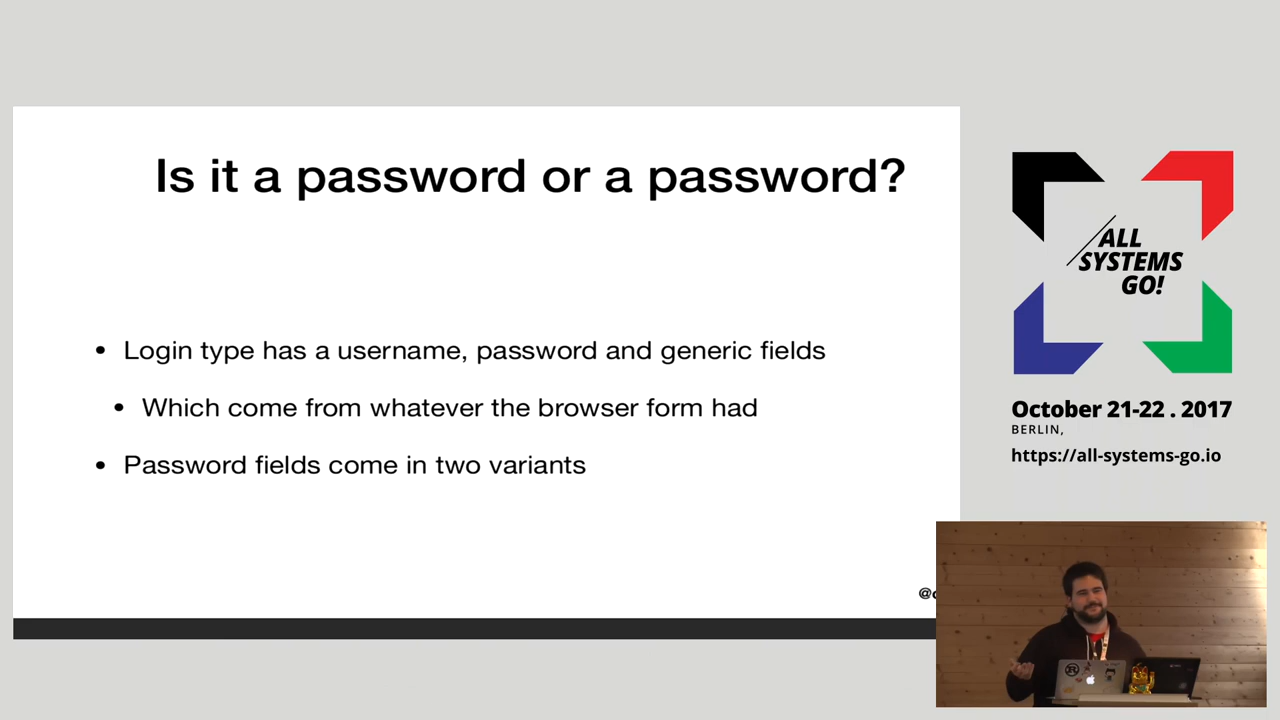 Is it a password or a password?
• Login type has a username, password and generic fields
• Which come from whatever the browser form had
• Password fields come in two variants
ALL
SYSTEMS
GO!
October 21-22 . 2017
BERLIN,
https://all-systems-go.io